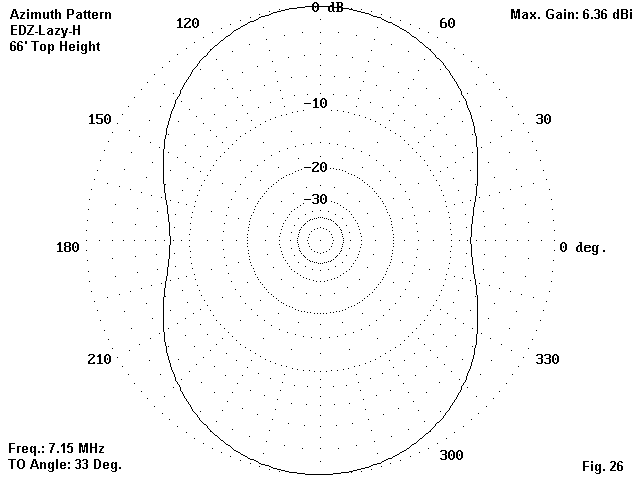 Azimuth Pattern
EDZ-Lazy-H
66' Top Height
0 dB
Max. Gain: 6.36 dBi
120
60
-10
150
30
-20
-30
180
0 deg.
210
330
Freq.: 7.15 MHz
TO Angle: 33 Deg.
300
Fig. 26